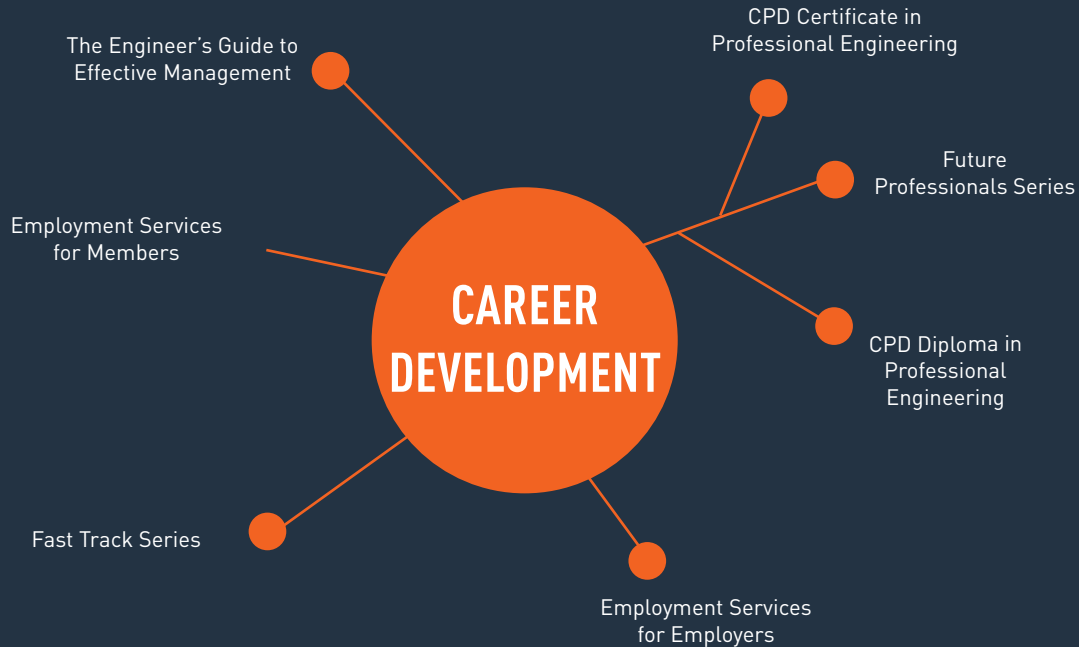 The Engineer's Guide to
Effective Management
CPD Certificate in
Professional Engineering
Future
Professionals Series
Employment Services
for Members
CAREER
DEVELOPMENT
CPD Diploma in
Professional
Engineering
Fast Track Series
Employment Services
for Employers